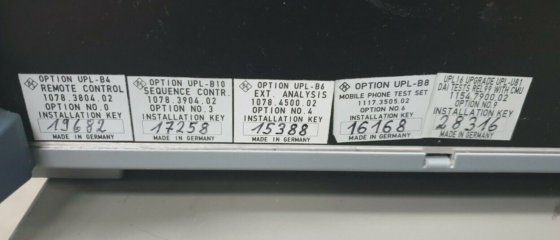 OPTION UPL-B4
REMOTE CONTROL
1078.3804.02
OPTION NO.0
INSTALLATION KEY
19682
MADE IN GERMANY
OPTION UPL-B10
SEQUENCE CONTR.
1078.3904.02
OPTION NO.3
INSTALLATION KEY
17258
MADE IN GERMANY
OPTION UPL-B6
EXT. ANALYSIS
1078.4500.02
OPTION NO.4
INSTALLATION KEY
15388
MADE IN GERMANY
OPTION UPL-B8
MOBILE PHONE TEST SET
1117.3505.02
OPTION NO.6
INSTALLATION KEY
16168
MADE IN GERMANY
UPL16 UPGRADE UPL-U81
DAI TESTS REL.99 WITH CMU
1154.7900.02
OPTION NO.9
INSTALLATION KEY
28316
MADE IN GERMANY